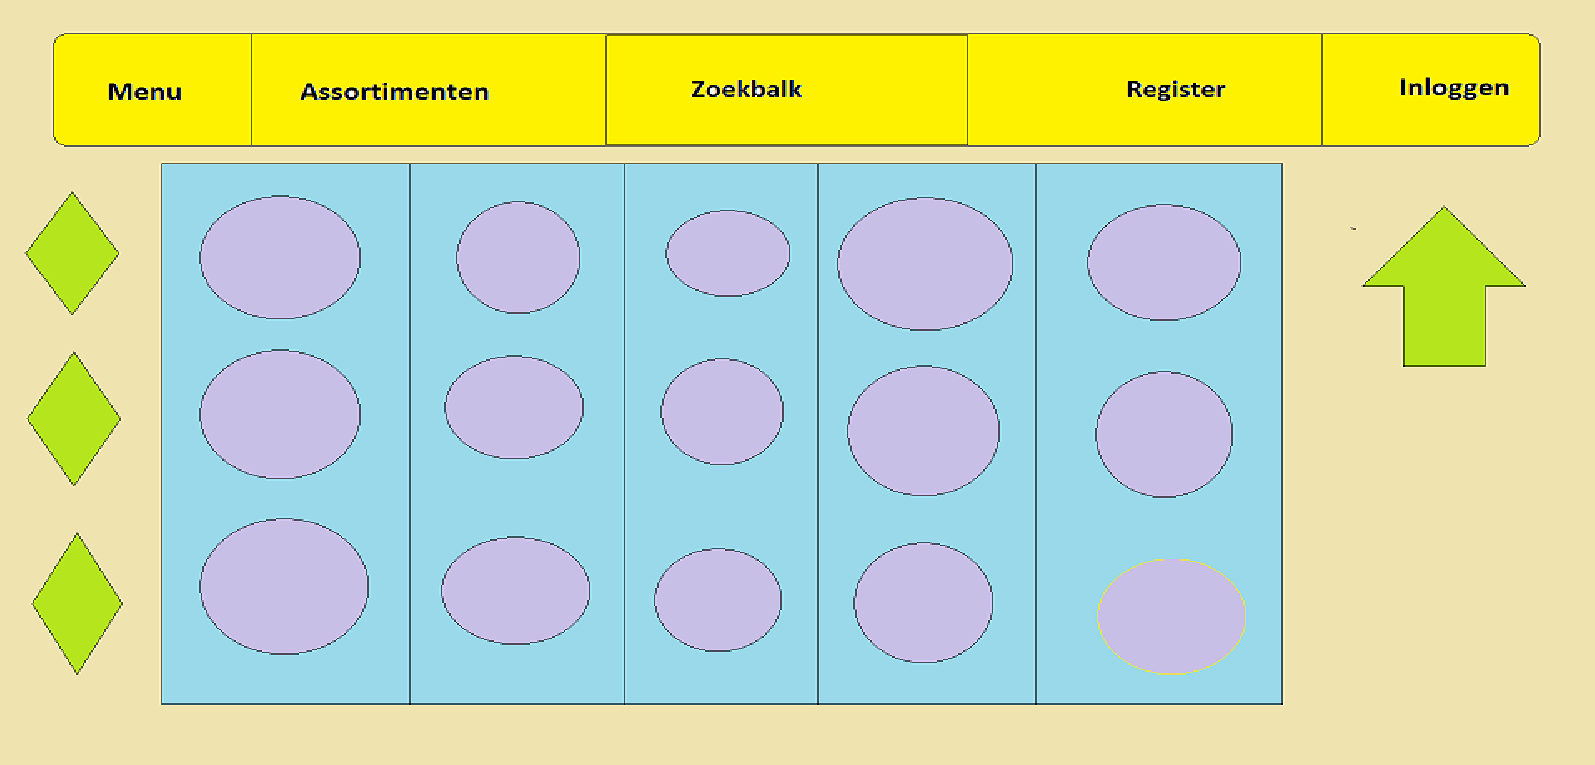 Menu
Assortimenten
Zoekbalk
Register
Inloggen